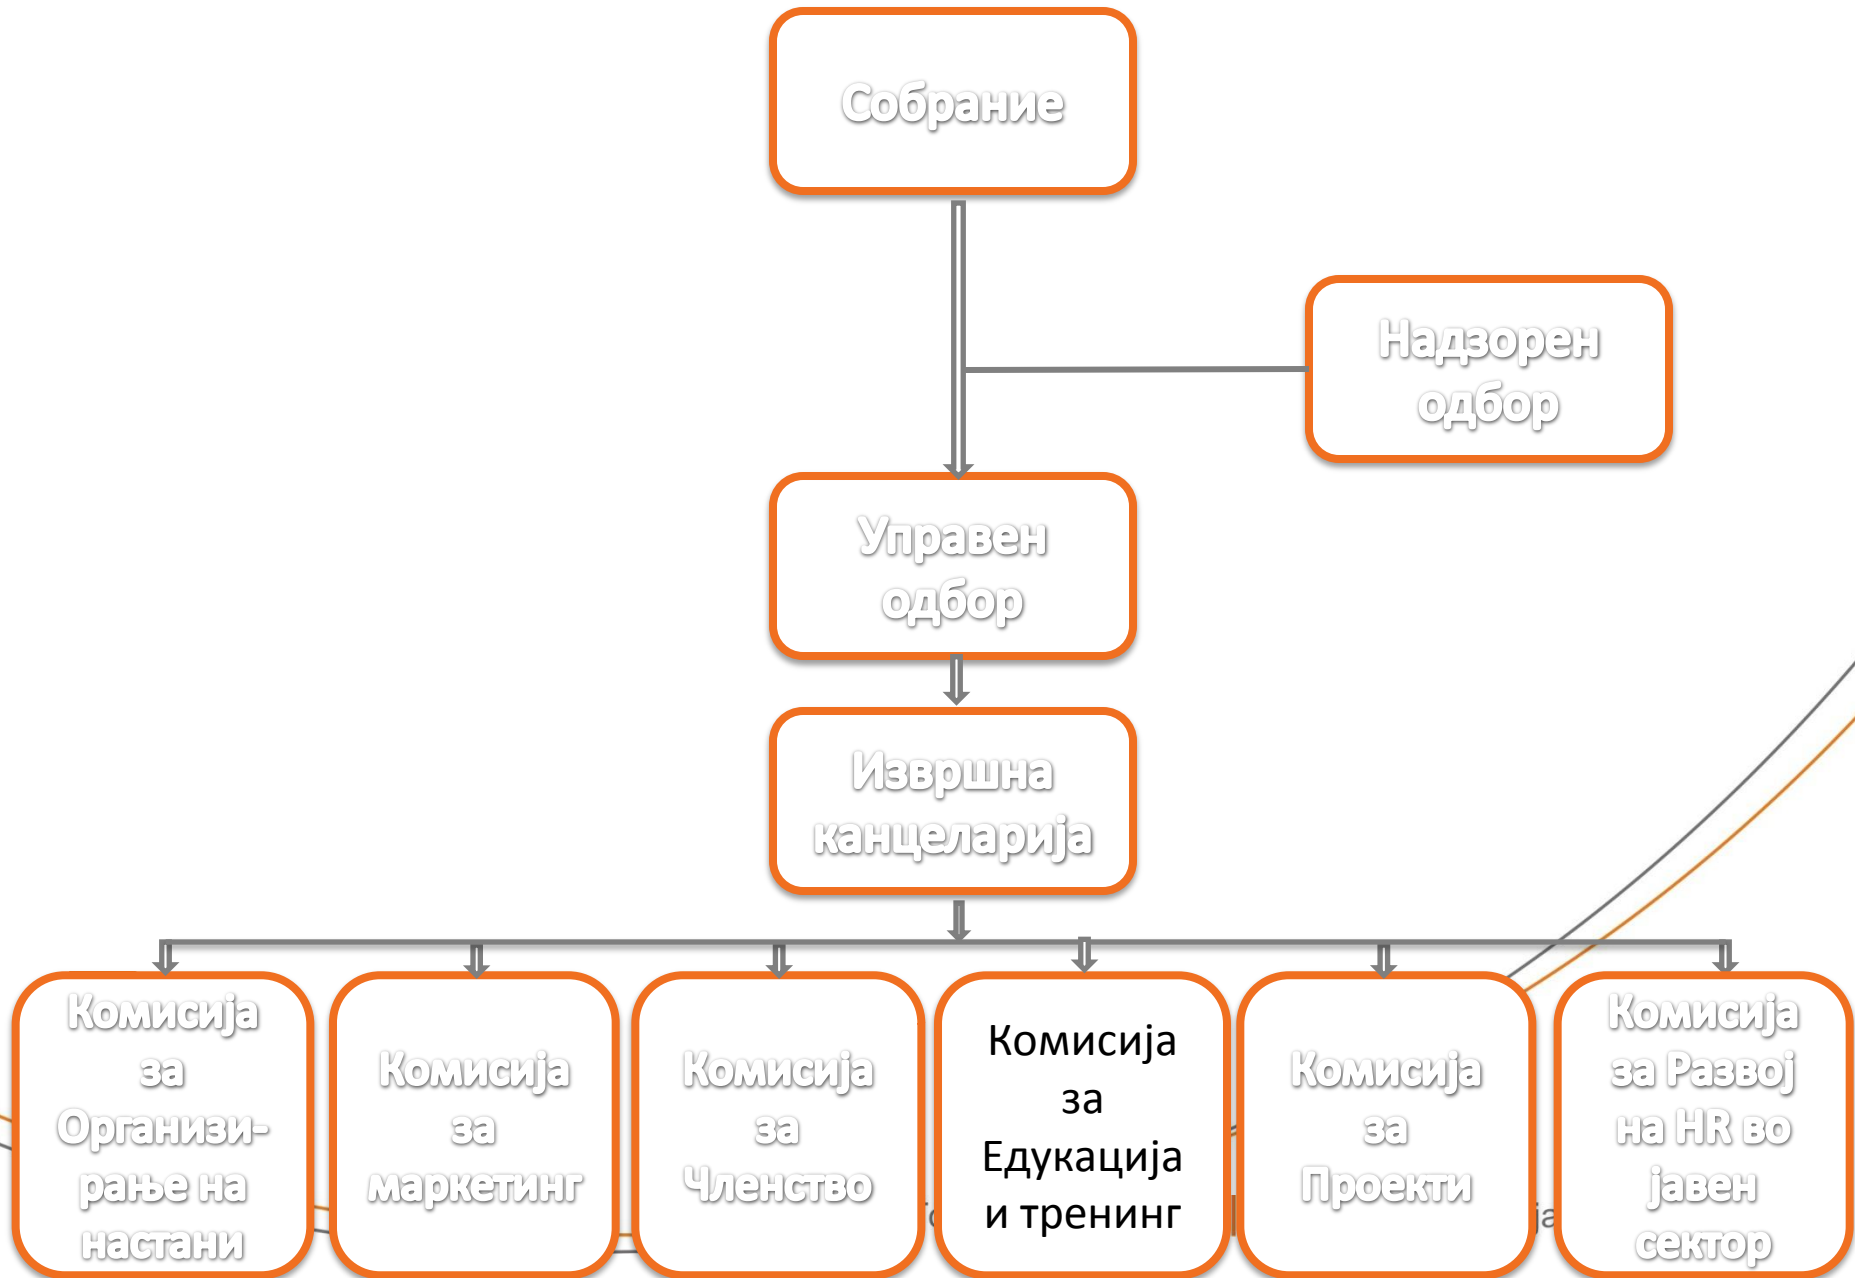 Собрание
Надзорен
одбор
Управен
одбор
Извршна
канцеларија
Комисија
за
Организи-
рање на
настани
Комисија
за
маркетинг
Комисија
за
Членство
Комисија
за
Едукација
и тренинг
Комисија
за
Проекти
Комисија
за Развој
на HR во
јавен
сектор